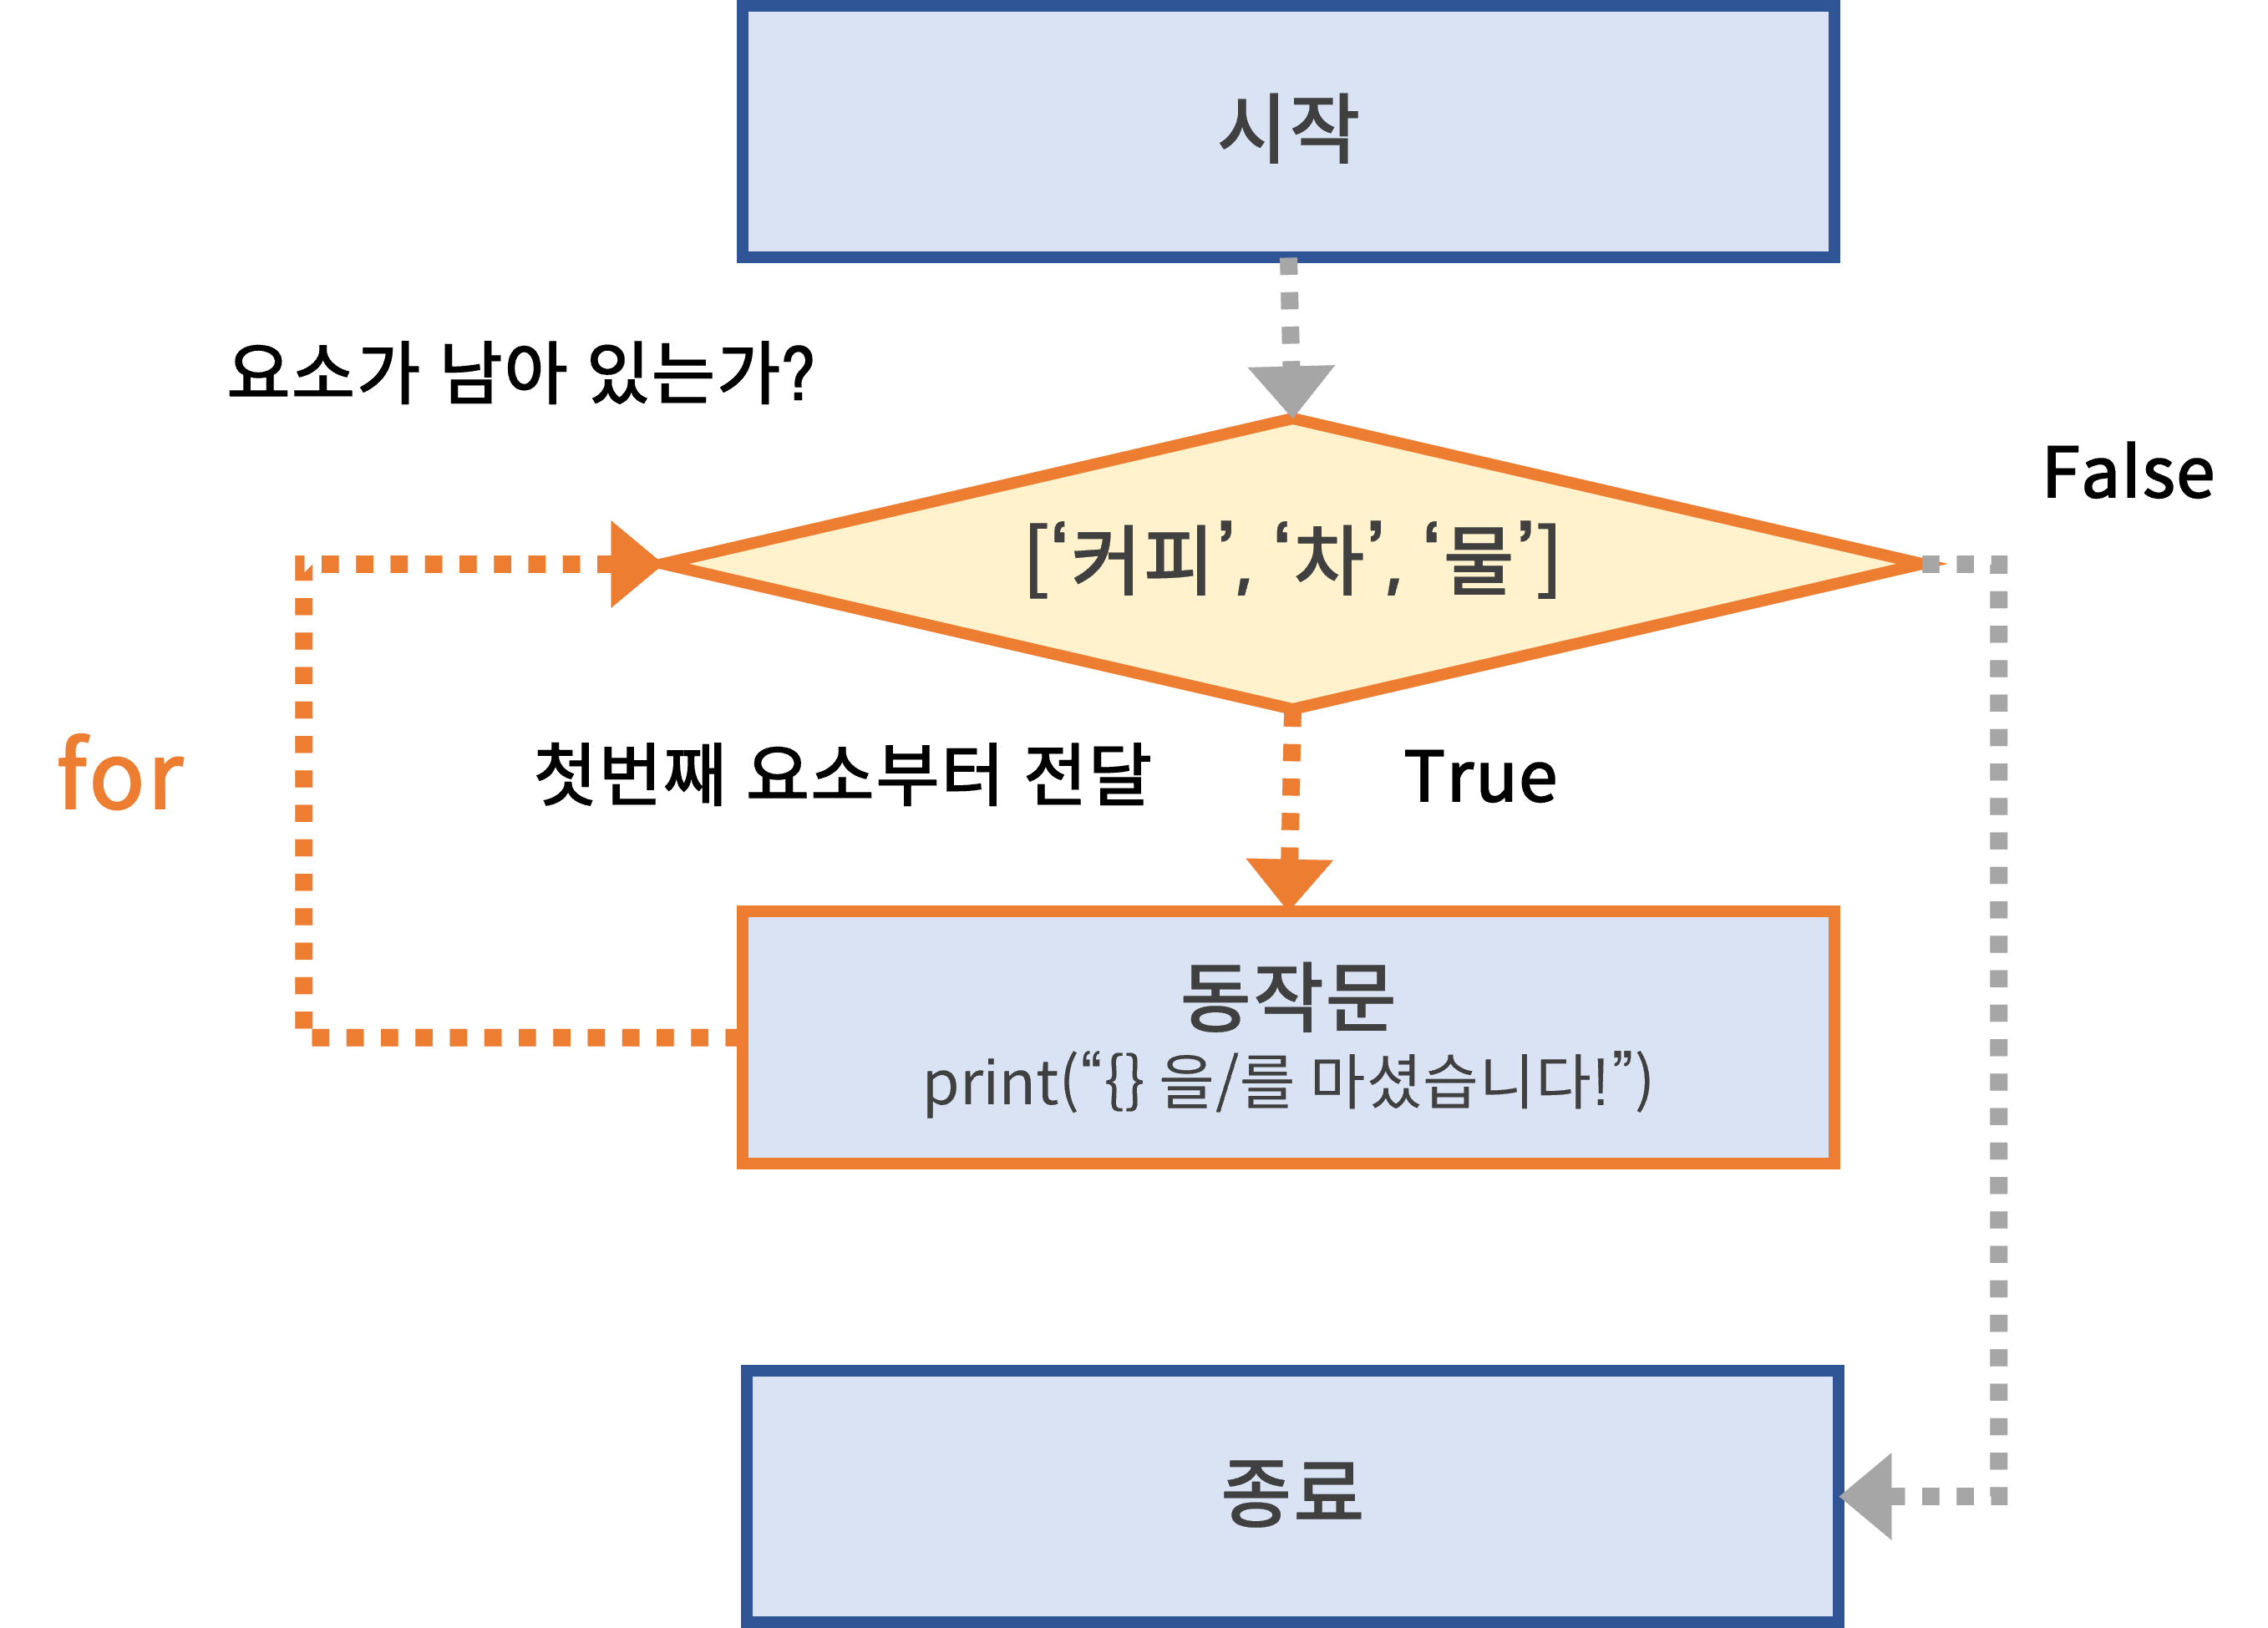 시작
요소가 남아 있는가?
False
[‘커피’, ‘차’, ‘물’]
for
첫번째 요소부터 전달
True
동작문
print(“{} 을/를 마셨습니다!”)
종료